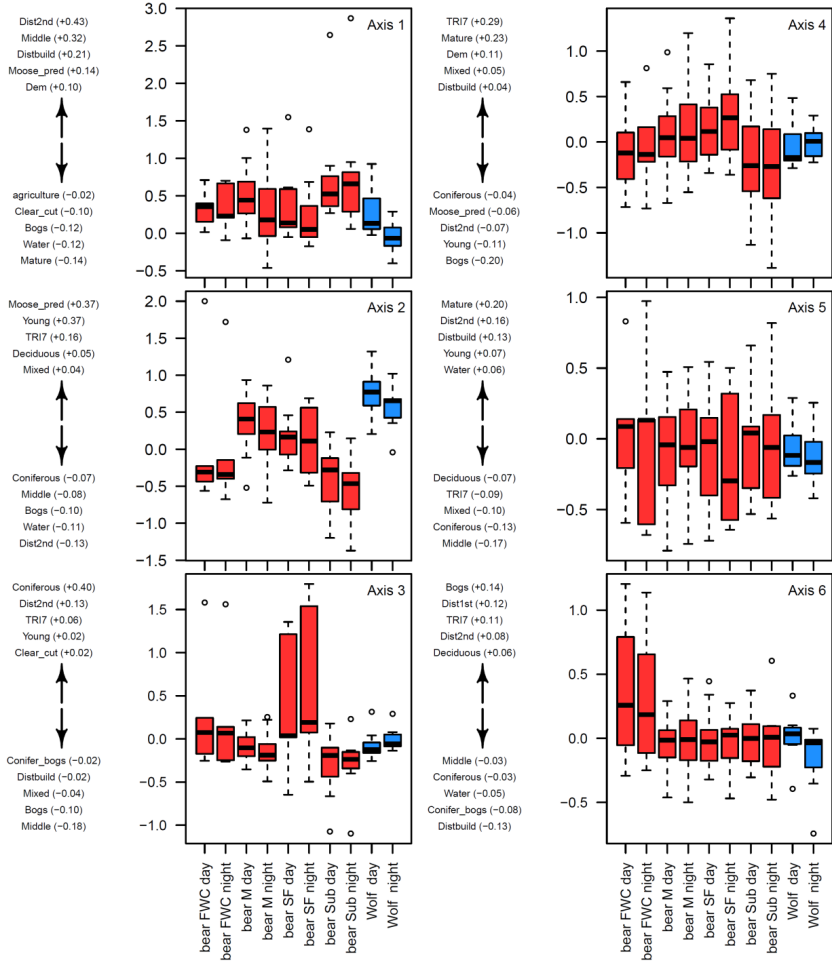 Dist2nd (+0.43)
Middle (+0.32)
Distbuild (+0.21)
Moose_pred (+0.14)
Dem (+0.10)
agriculture (−0.02)
Clear_cut (−0.10)
Bogs (−0.12)
Water (−0.12)
Mature (−0.14)
3.0
2.5
2.0
1.5
1.0
0.5
0.0
−0.5
Axis 1
TRI7 (+0.29)
Mature (+0.23)
Dem (+0.11)
Mixed (+0.05)
Distbuild (+0.04)
Coniferous (−0.04)
Moose_pred (−0.06)
Dist2nd (−0.07)
Young (−0.11)
Bogs (−0.20)
1.0
0.5
0.0
−0.5
−1.0
Axis 4
Moose_pred (+0.37)
Young (+0.37)
TRI7 (+0.16)
Deciduous (+0.05)
Mixed (+0.04)
Coniferous (−0.07)
Middle (−0.08)
Bogs (−0.10)
Water (−0.11)
Dist2nd (−0.13)
2.0
1.5
1.0
0.5
0.0
−0.5
−1.0
−1.5
Axis 2
Mature (+0.20)
Dist2nd (+0.16)
Distbuild (+0.13)
Young (+0.07)
Water (+0.06)
Deciduous (−0.07)
TRI7 (−0.09)
Mixed (−0.10)
Coniferous (−0.13)
Middle (−0.17)
1.0
0.5
0.0
−0.5
Axis 5
Coniferous (+0.40)
Dist2nd (+0.13)
TRI7 (+0.06)
Young (+0.02)
Clear_cut (+0.02)
Conifer_bogs (−0.02)
Distbuild (−0.02)
Mixed (−0.04)
Bogs (−0.10)
Middle (−0.18)
1.5
1.0
0.5
0.0
−0.5
−1.0
Axis 3
Bogs (+0.14)
Dist1st (+0.12)
TRI7 (+0.11)
Dist2nd (+0.08)
Deciduous (+0.06)
Middle (−0.03)
Coniferous (−0.03)
Water (−0.05)
Conifer_bogs (−0.08)
Distbuild (−0.13)
1.0
0.5
0.0
−0.5
Axis 6
bear FWC day
bear FWC night
bear M day
bear M night
bear SF day
bear SF night
bear Sub day
bear Sub night
Wolf day
Wolf night
bear FWC day
bear FWC night
bear M day
bear M night
bear SF day
bear SF night
bear Sub day
bear Sub night
Wolf day
Wolf night